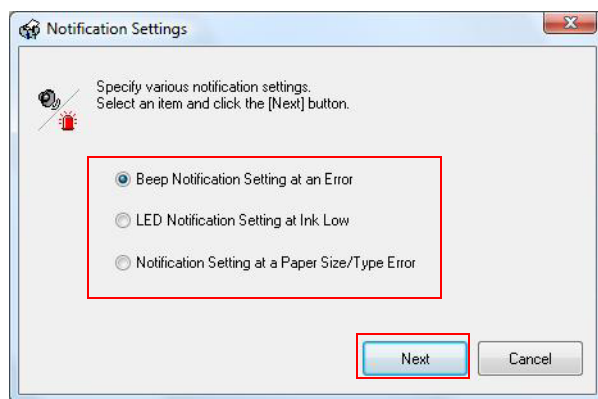 Notification Settings
Specify various notification settings.
Select an item and click the [Next] button.
Beep Notification Setting at an Error
LED Notification Setting at Ink Low
Notification Setting at a Paper Size/Type Error
Next
Cancel